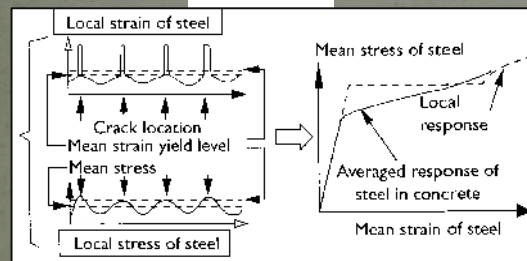 Local strain of steel
Crack location
Mean strain yield level
Mean stress
Local stress of steel
Mean stress of steel
Local
response
Averaged response of
steel in concrete
Mean strain of steel